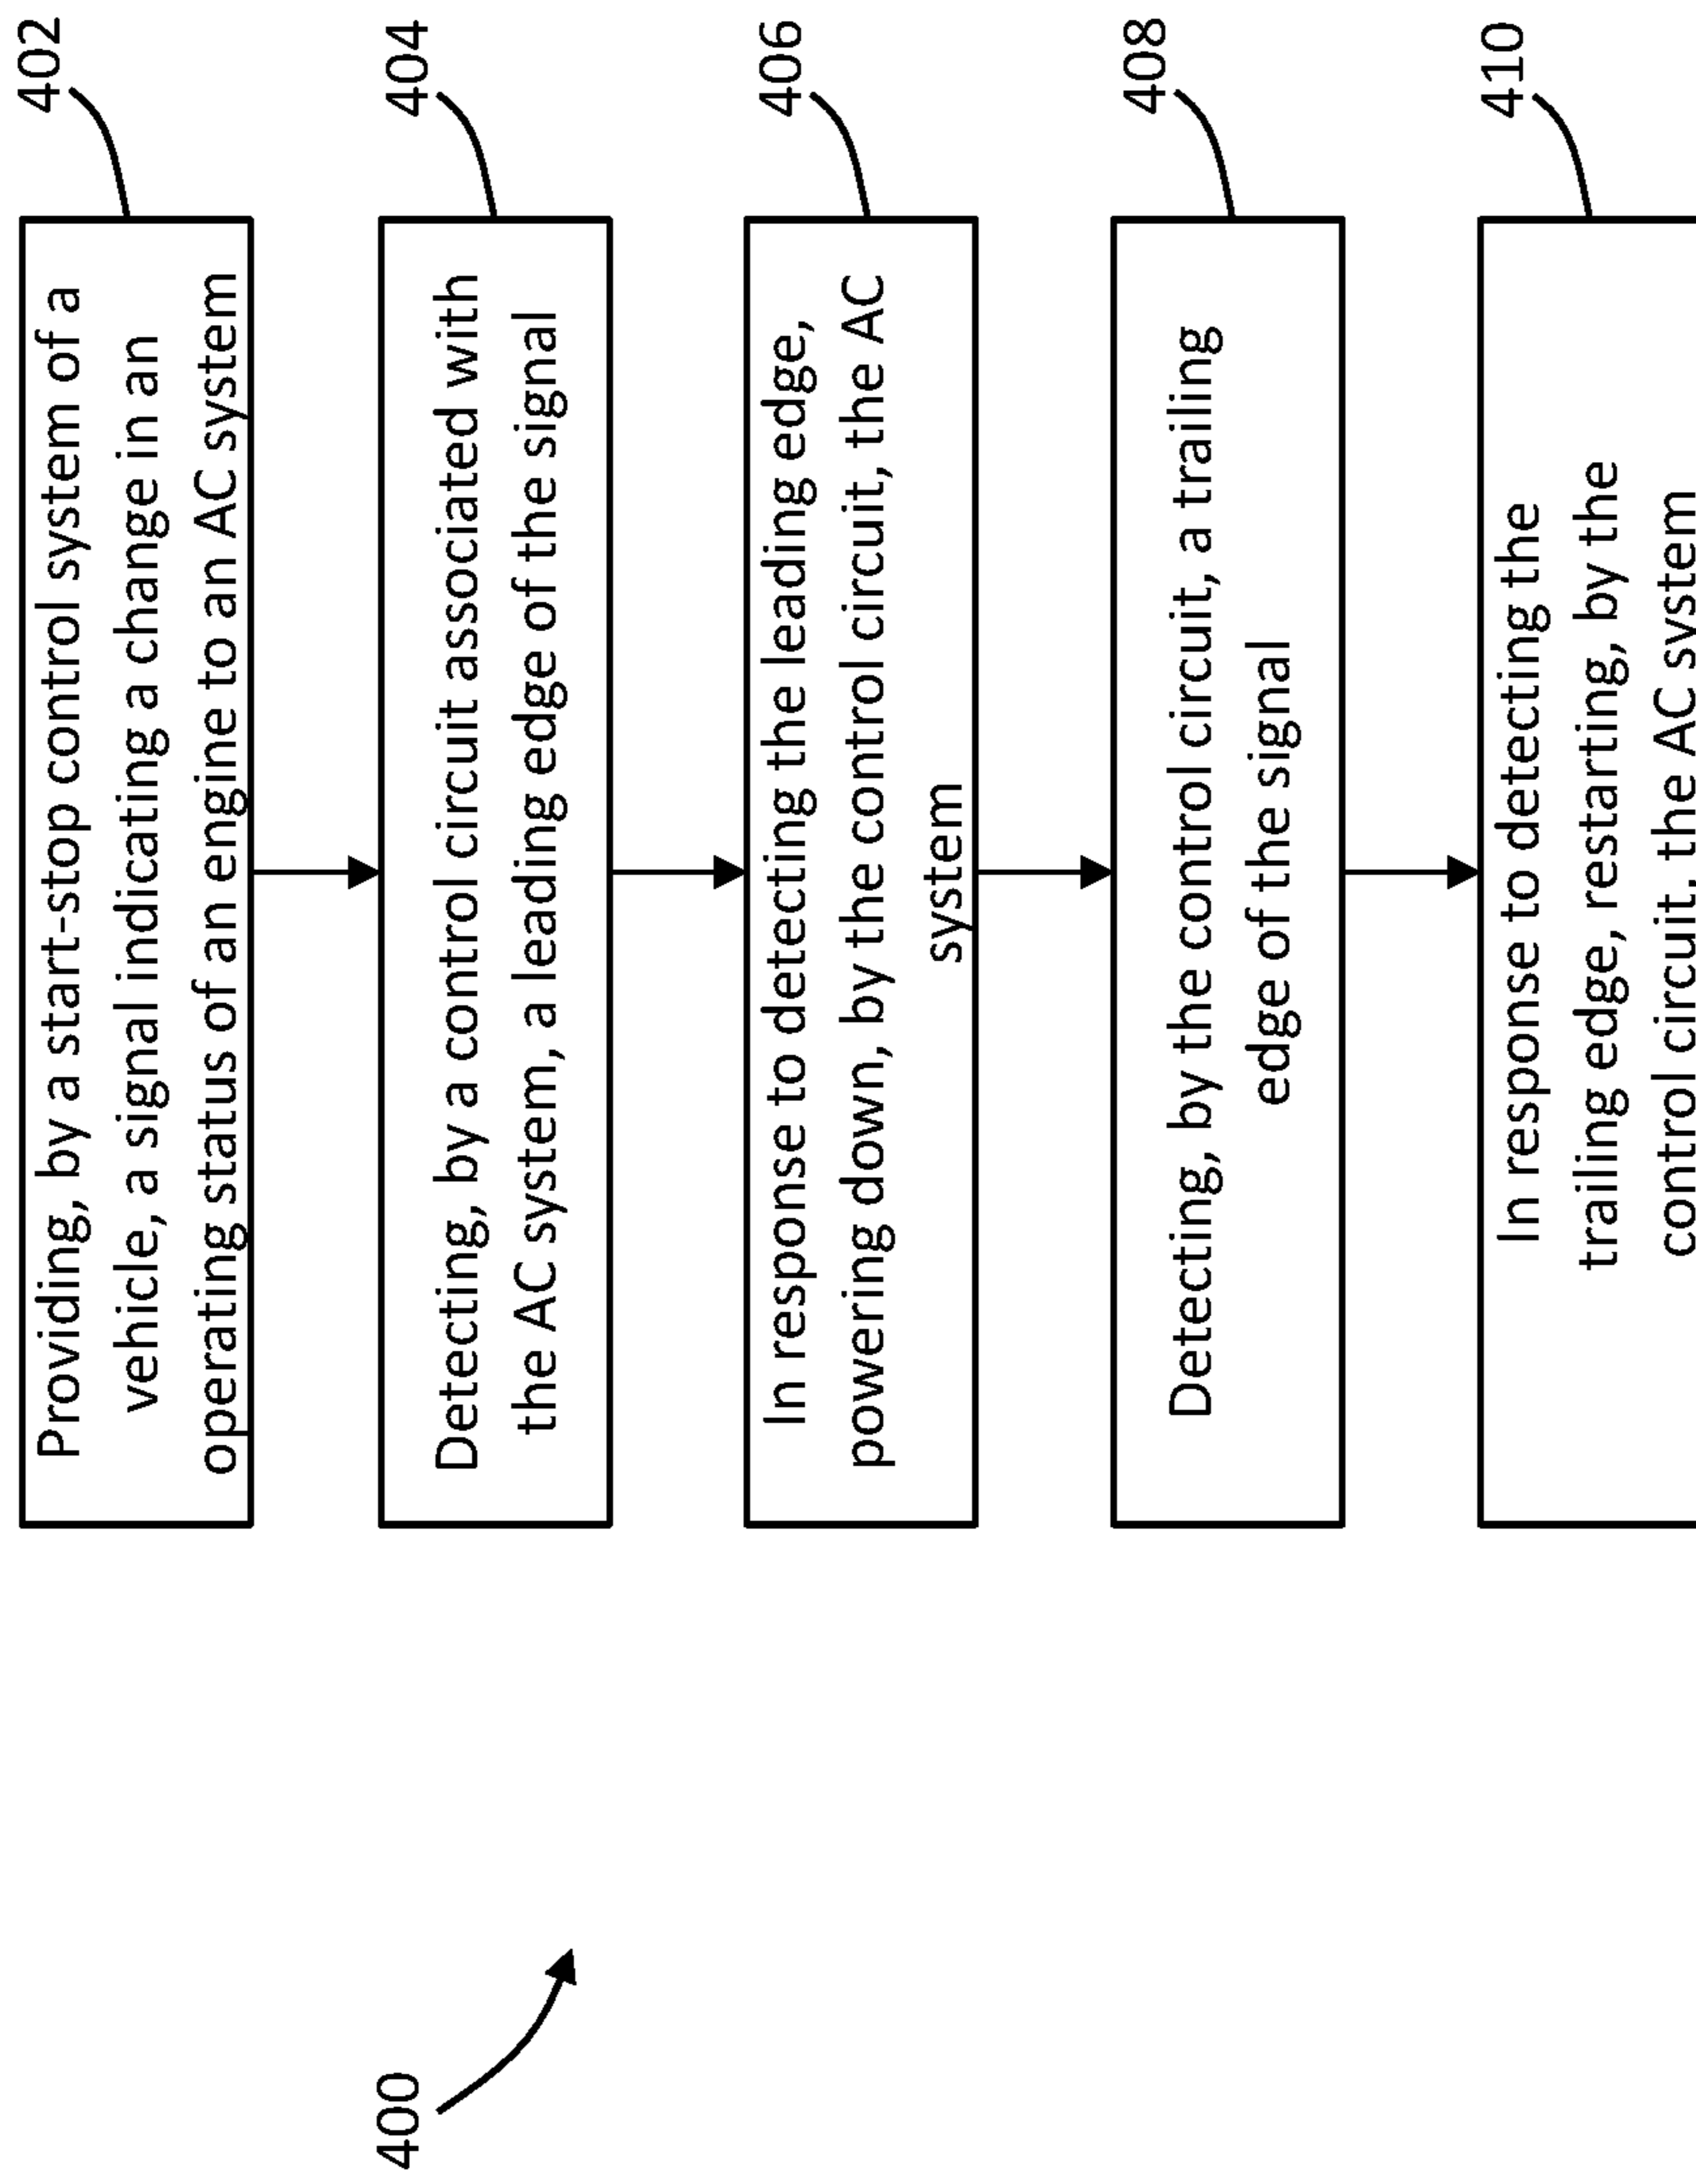 402
Providing, by a start-stop control system of a
vehicle, a signal indicating a change in an
operating status of an engine to an AC system
404
Detecting, by a control circuit associated with
the AC system, a leading edge of the signal
406
In response to detecting the leading edge,
powering down, by the control circuit, the AC
system
408
Detecting, by the control circuit, a trailing
edge of the signal
410
In response to detecting the
trailing edge, restarting, by the
control circuit, the AC system
400